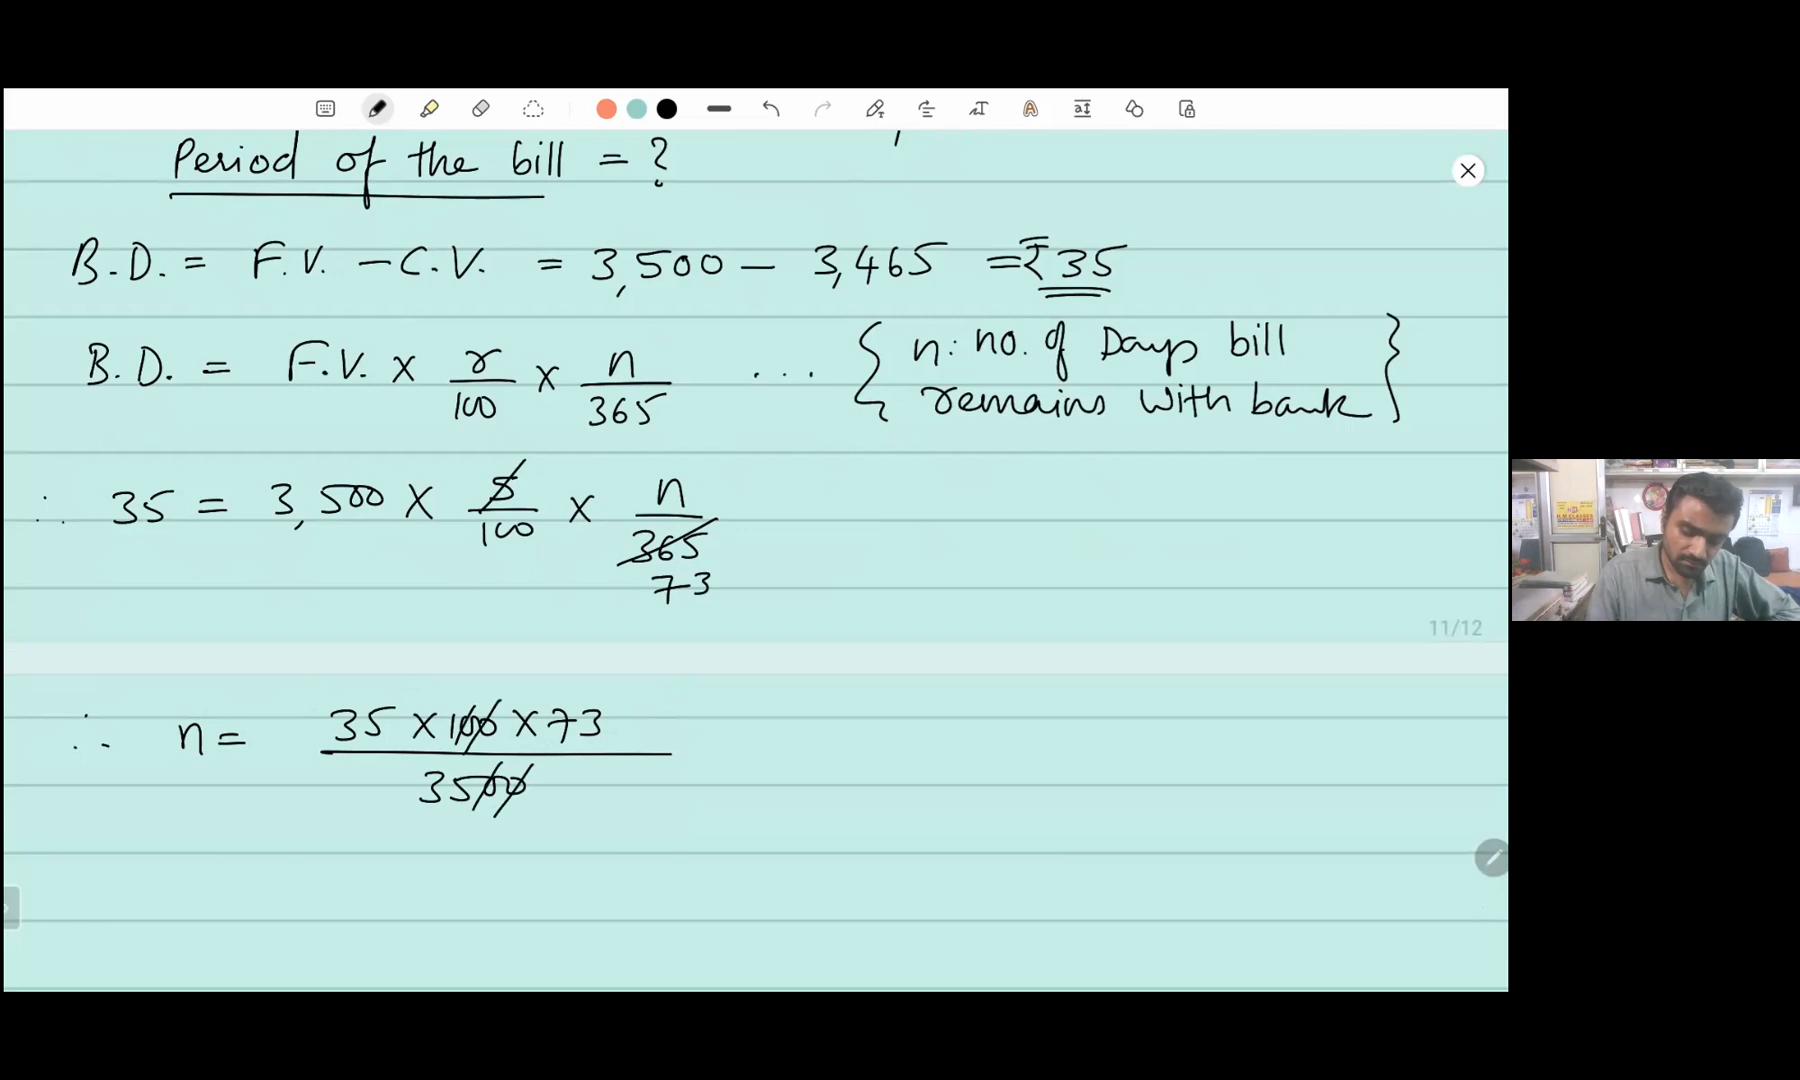 Period of the bill = ?
B.D. = F.V. - C.V. = 3,500 - 3,465 = ₹35
B.D. = F.V. × r/100 × n/365 ... { n: no. of Days bill remains with bank }
∴ 35 = 3,500 × 5/100 × n/365
73
11/12
∴ n = 35 × 100 × 73 / 3500